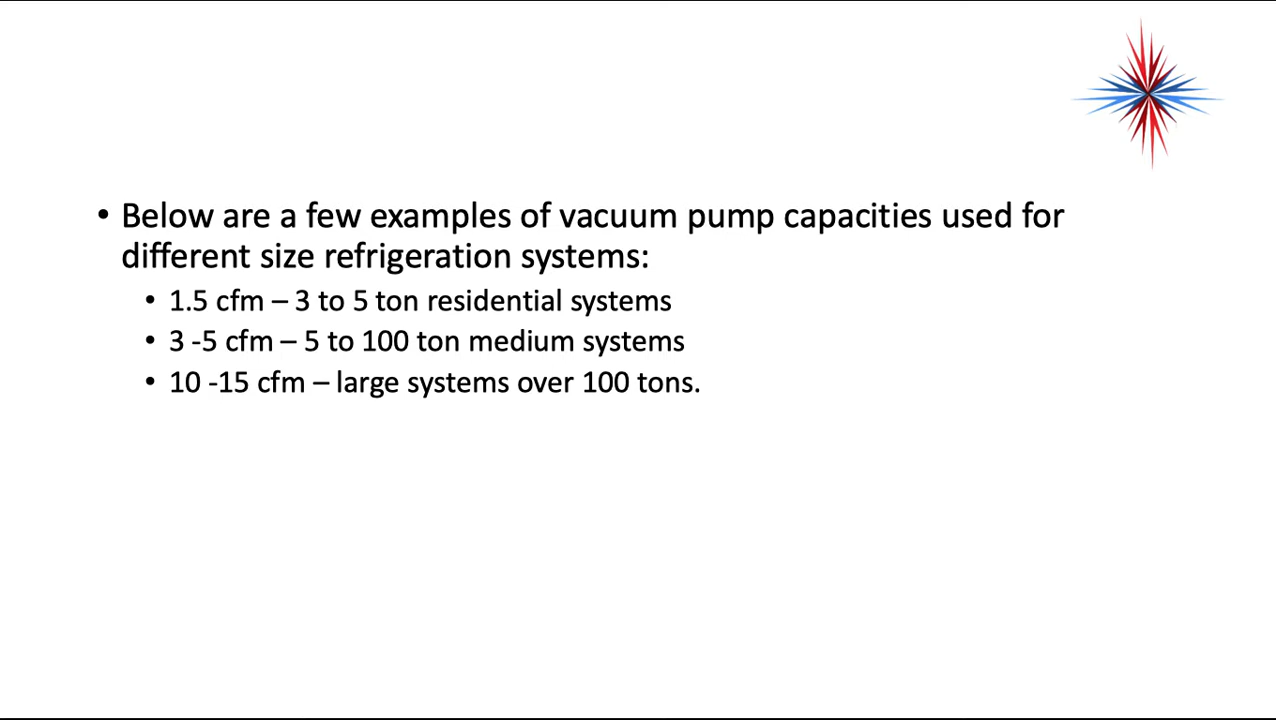 • Below are a few examples of vacuum pump capacities used for
different size refrigeration systems:
• 1.5 cfm – 3 to 5 ton residential systems
• 3 -5 cfm – 5 to 100 ton medium systems
• 10 -15 cfm – large systems over 100 tons.